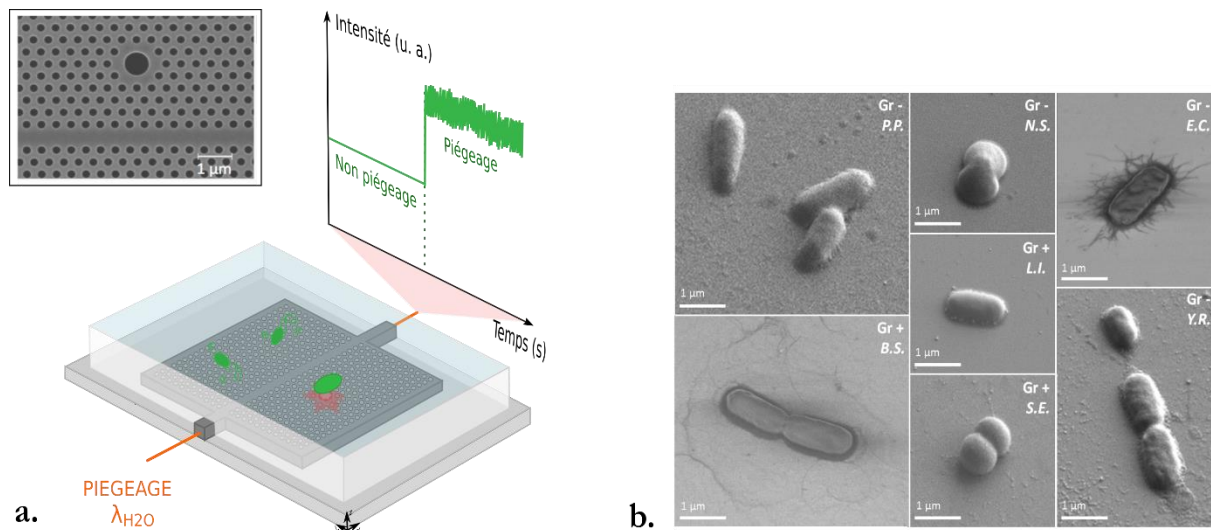 1 µm
Intensité (u. a.)
Non piégeage
Piégeage
Temps (s)
PIEGEAGE
λH2O
a.
Gr -
P.P.
1 µm
Gr +
B.S.
1 µm
Gr -
N.S.
1 µm
Gr +
L.I.
1 µm
Gr +
S.E.
1 µm
Gr -
E.C.
1 µm
Gr -
Y.R.
1 µm
b.